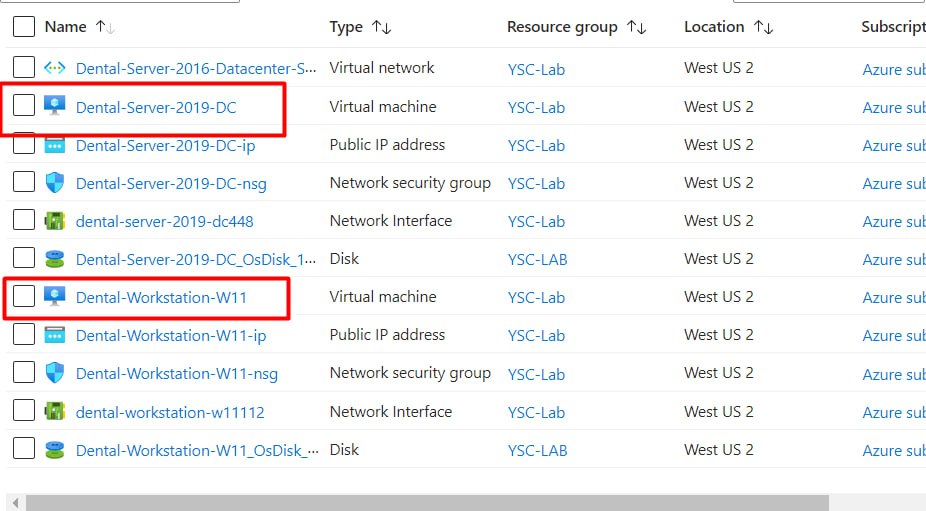 Name Type Resource group Location Subscript
Dental-Server-2016-Datacenter-S... Virtual network YSC-Lab West US 2 Azure sub
Dental-Server-2019-DC Virtual machine YSC-Lab West US 2 Azure sub
Dental-Server-2019-DC-ip Public IP address YSC-Lab West US 2 Azure sub
Dental-Server-2019-DC-nsg Network security group YSC-Lab West US 2 Azure sub
dental-server-2019-dc448 Network Interface YSC-Lab West US 2 Azure sub
Dental-Server-2019-DC_OsDisk_1... Disk YSC-LAB West US 2 Azure sub
Dental-Workstation-W11 Virtual machine YSC-Lab West US 2 Azure sub
Dental-Workstation-W11-ip Public IP address YSC-Lab West US 2 Azure sub
Dental-Workstation-W11-nsg Network security group YSC-Lab West US 2 Azure sub
dental-workstation-w11112 Network Interface YSC-Lab West US 2 Azure sub
Dental-Workstation-W11_OsDisk_... Disk YSC-LAB West US 2 Azure sub